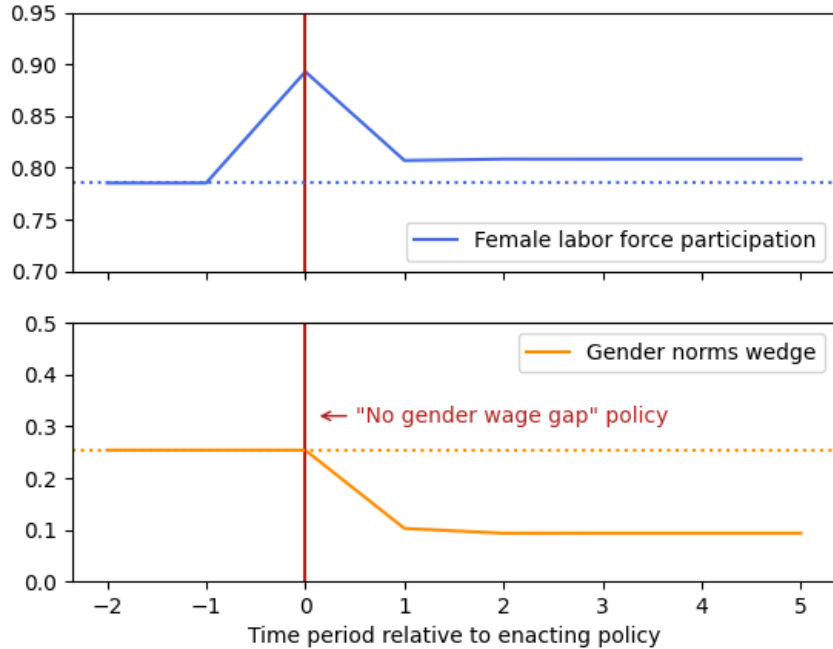 0.95
0.90
0.85
0.80
0.75
0.70
Female labor force participation
0.5
0.4
0.3
0.2
0.1
0.0
Gender norms wedge
← "No gender wage gap" policy
−2 −1 0 1 2 3 4 5
Time period relative to enacting policy